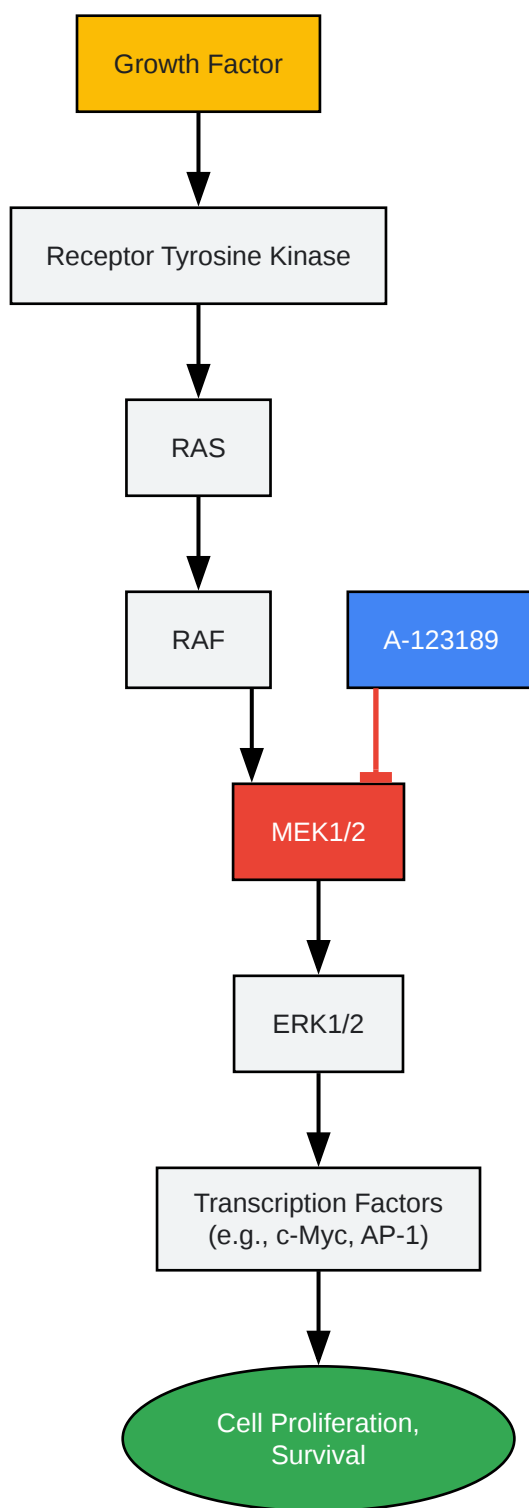 Growth Factor
Receptor Tyrosine Kinase
RAS
RAF
A-123189
MEK1/2
ERK1/2
Transcription Factors
(e.g., c-Myc, AP-1)
Cell Proliferation,
Survival